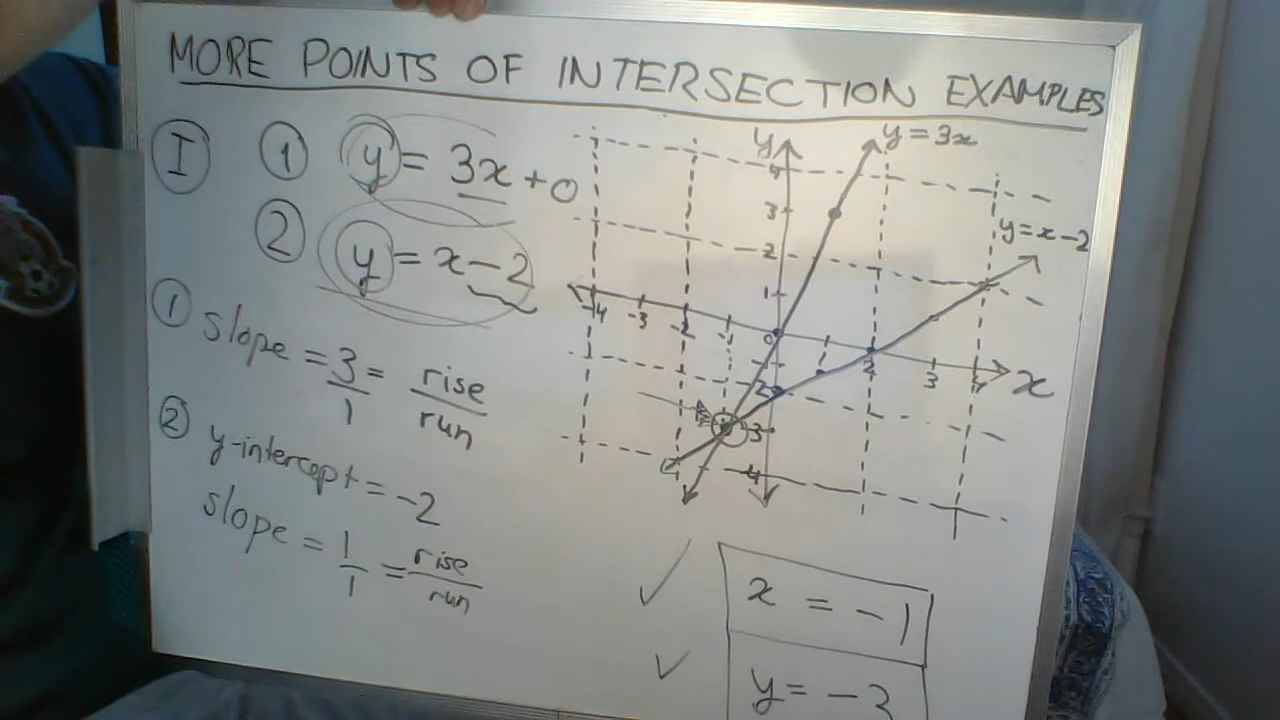 MORE POINTS OF INTERSECTION EXAMPLES
I
① y = 3x + 0
② y = x - 2
① slope = 3/1 = rise/run
② y-intercept = -2
slope = 1/1 = rise/run
y
y = 3x
4
3
2
1
y = x - 2
-4 -3 -2 -1 0 2 3 4 x
-2
-3
-4
✓ x = -1
✓ y = -3